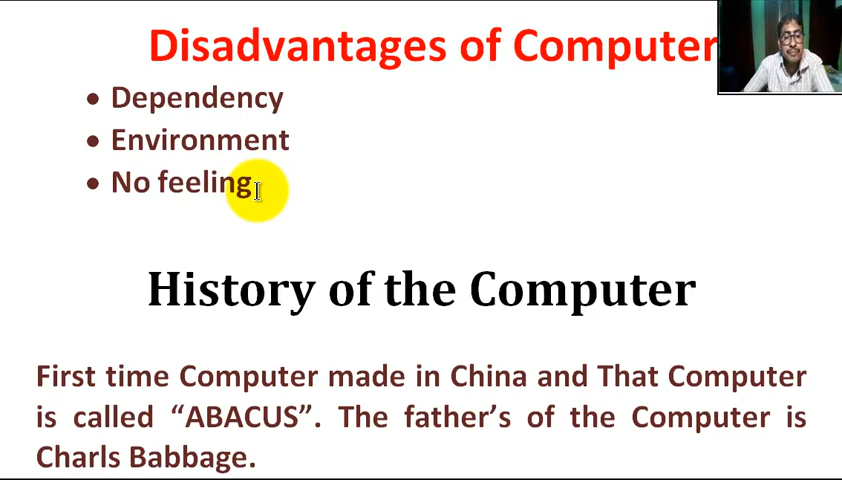 Disadvantages of Computer
• Dependency
• Environment
• No feeling
History of the Computer
First time Computer made in China and That Computer
is called “ABACUS”. The father’s of the Computer is
Charls Babbage.